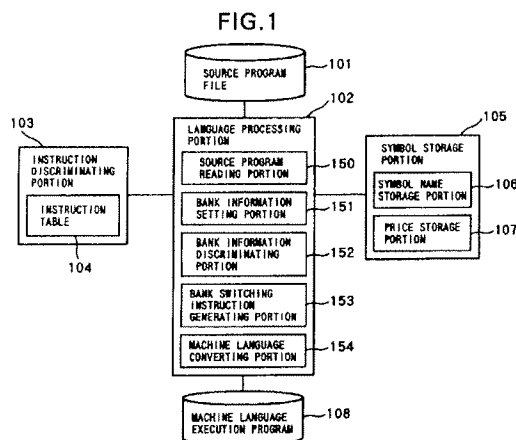 FIG.1
101
SOURCE PROGRAM
FILE
102
103
INSTRUCTION
DISCRIMINATING
PORTION
INSTRUCTION
TABLE
104
LANGUAGE PROCESSING
PORTION
SOURCE PROGRAM
READING PORTION
150
BANK INFORMATION
SETTING PORTION
151
BANK INFORMATION
DISCRIMINATING
PORTION
152
BANK SWITCHING
INSTRUCTION
GENERATING PORTION
153
MACHINE LANGUAGE
CONVERTING PORTION
154
105
SYMBOL STORAGE
PORTION
SYMBOL NAME
STORAGE PORTION
106
PRICE STORAGE
PORTION
107
MACHINE LANGUAGE
EXECUTION PROGRAM
108